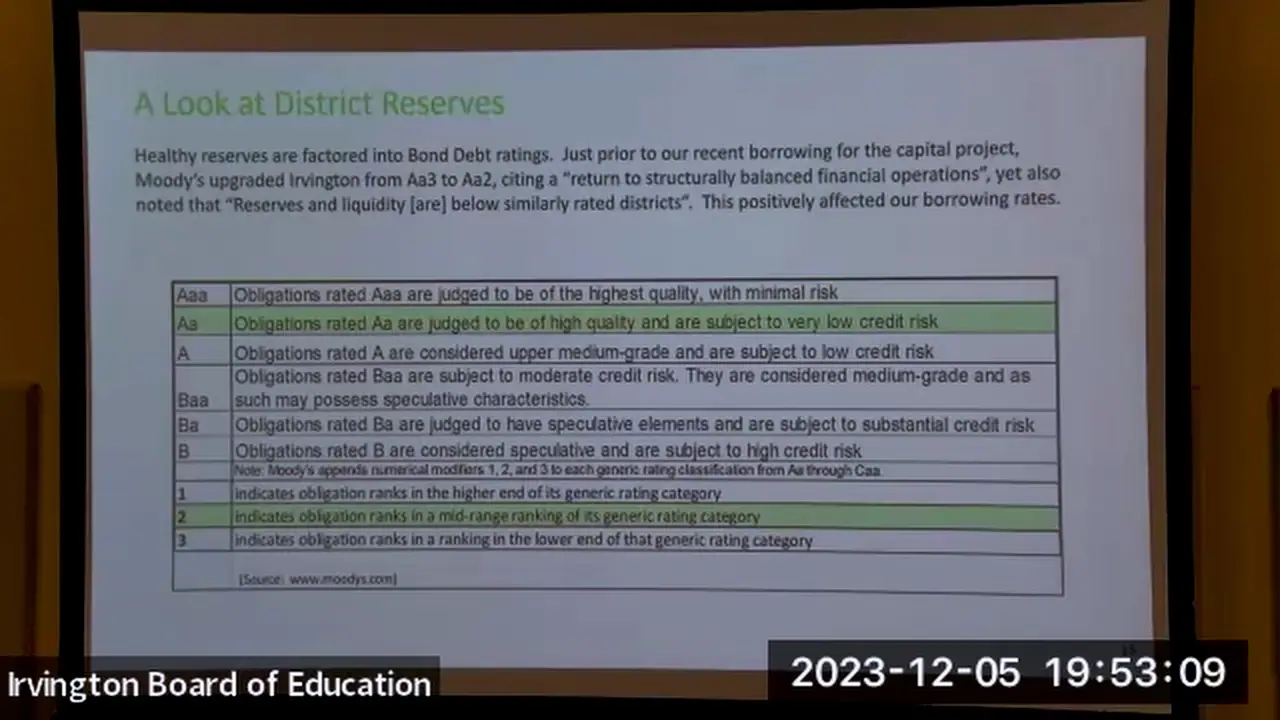 A Look at District Reserves
Healthy reserves are factored into Bond Debt ratings. Just prior to our recent borrowing for the capital project,
Moody's upgraded Irvington from Aa3 to Aa2, citing a "return to structurally balanced financial operations", yet also
noted that "Reserves and liquidity [are] below similarly rated districts". This positively affected our borrowing rates.
Aaa Obligations rated Aaa are judged to be of the highest quality, with minimal risk
Aa Obligations rated Aa are judged to be of high quality and are subject to very low credit risk
A Obligations rated A are considered upper medium-grade and are subject to low credit risk
Obligations rated Baa are subject to moderate credit risk. They are considered medium-grade and as
Baa such may possess speculative characteristics.
Ba Obligations rated Ba are judged to have speculative elements and are subject to substantial credit risk
B Obligations rated B are considered speculative and are subject to high credit risk
Note: Moody's appends numerical modifiers 1, 2, and 3 to each generic rating classification from Aa through Caa.
1 indicates obligation ranks in the higher end of its generic rating category
2 indicates obligation ranks in a mid-range ranking of its generic rating category
3 indicates obligation ranks in a ranking in the lower end of that generic rating category
[Source: www.moodys.com]
Irvington Board of Education
2023-12-05 19:53:09